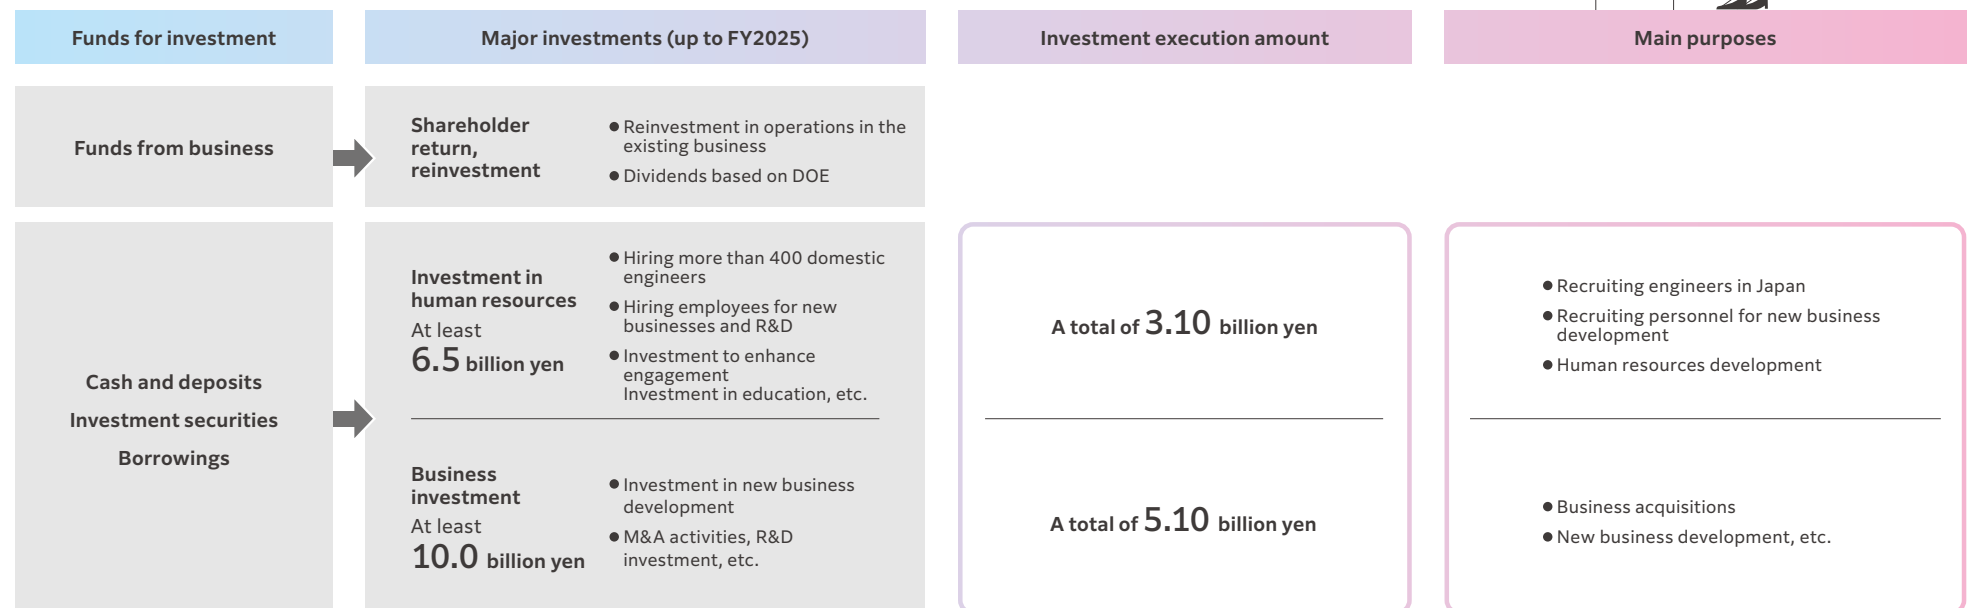 Funds for investment
Major investments (up to FY2025)
Investment execution amount
Main purposes
Funds from business
Shareholder
return,
reinvestment
● Reinvestment in operations in the
existing business
● Dividends based on DOE
Cash and deposits
Investment securities
Borrowings
Investment in
human resources
At least
6.5 billion yen
● Hiring more than 400 domestic
engineers
● Hiring employees for new
businesses and R&D
● Investment to enhance
engagement
Investment in education, etc.
A total of 3.10 billion yen
● Recruiting engineers in Japan
● Recruiting personnel for new business
development
● Human resources development
Business
investment
At least
10.0 billion yen
● Investment in new business
development
● M&A activities, R&D
investment, etc.
A total of 5.10 billion yen
● Business acquisitions
● New business development, etc.